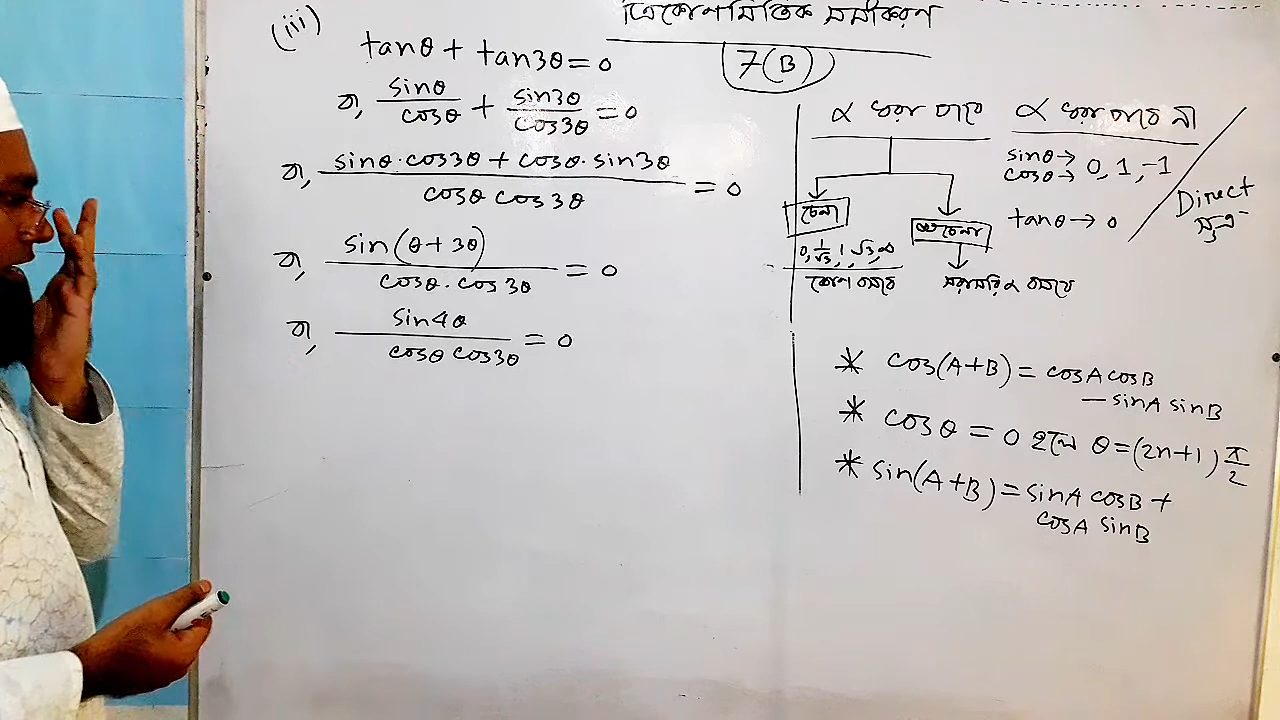 ত্রিকোণমিতিক সমীকরণ
7(B)
(iii)
tanθ + tan3θ = 0
বা, sinθ/cosθ + sin3θ/cos3θ = 0
বা, (sinθ·cos3θ + cosθ·sin3θ)/(cosθ cos3θ) = 0
বা, sin(θ+3θ)/(cosθ·cos3θ) = 0
বা, sin4θ/(cosθ cos3θ) = 0
α ধরা যাবে
চেনা
0, 1/√3, 1, √3, ∞
কোণ বসবে
অচেনা
সরাসরি α বসবে
α ধরা যাবে না
sinθ→
cosθ→ 0, 1, -1
tanθ → 0
Direct
সূত্র
* cos(A+B) = cosA cosB
- sinA sinB
* cosθ = 0 হলে θ = (2n+1) π/2
* sin(A+B) = sinA cosB +
cosA sinB